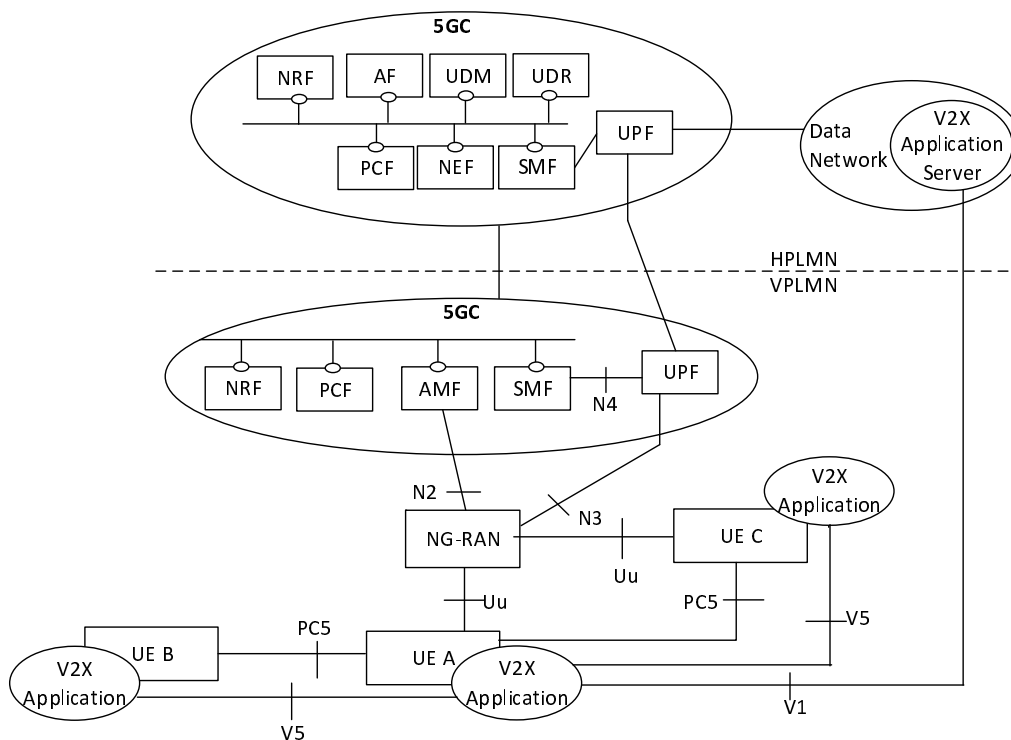 5GC
NRF
AF
UDM
UDR
UPF
PCF
NEF
SMF
Data
Network
V2X
Application
Server
HPLMN
VPLMN
5GC
NRF
PCF
AMF
SMF
N4
UPF
N2
N3
NG-RAN
Uu
UE C
V2X
Application
Uu
PC5
V5
PC5
UE B
V2X
Application
UE A
V2X
Application
V5
V1